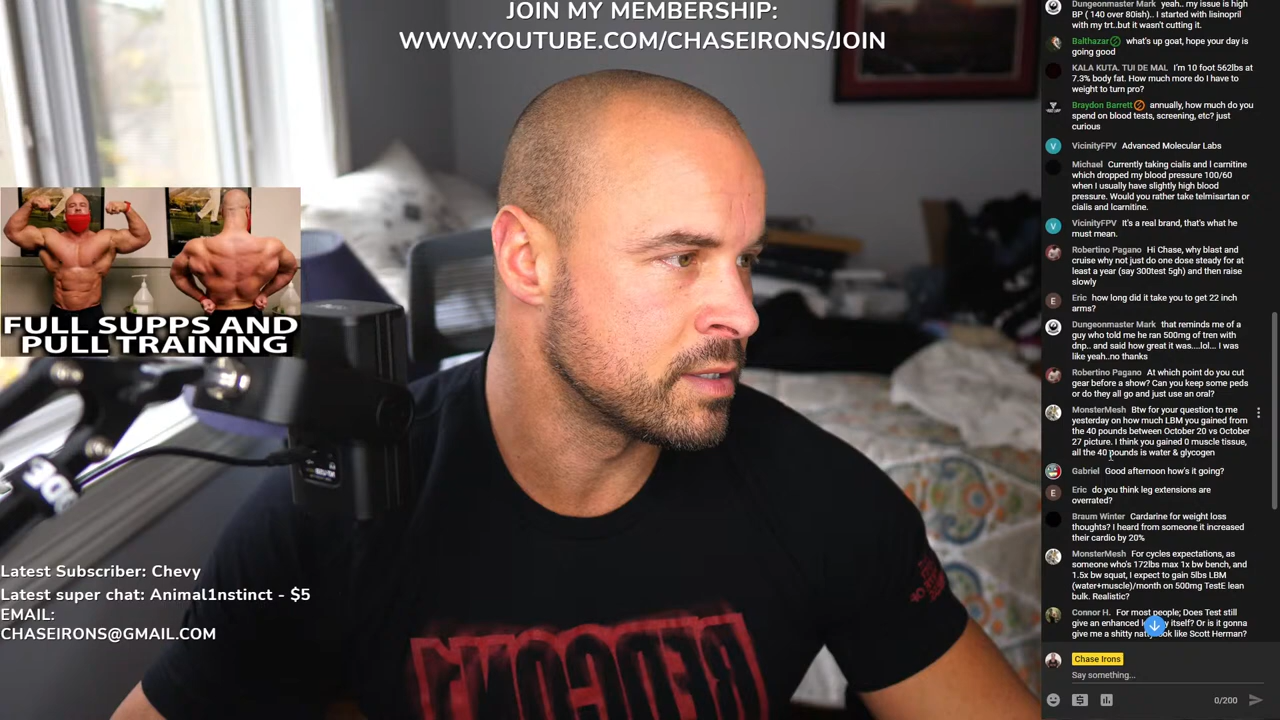 JOIN MY MEMBERSHIP:
WWW.YOUTUBE.COM/CHASEIRONS/JOIN
FULL SUPPS AND
PULL TRAINING
Latest Subscriber: Chevy
Latest super chat: Animal1nstinct - $5
EMAIL:
CHASEIRONS@GMAIL.COM
Dungeonmaster Mark yeah.. my issue is high
BP ( 140 over 80ish).. I started with lisinopril
with my trt..but it wasn't cutting it.
Balthazar what's up goat, hope your day is
going good
KALA KUTA. TUI DE MAL I'm 10 foot 562lbs at
7.3% body fat. How much more do I have to
weight to turn pro?
Braydon Barrett annually, how much do you
spend on blood tests, screening, etc? just
curious
V VicinityFPV Advanced Molecular Labs
Michael Currently taking cialis and l carnitine
which dropped my blood pressure 100/60
when I usually have slightly high blood
pressure. Would you rather take telmisartan or
cialis and lcarnitine.
V VicinityFPV It's a real brand, that's what he
must mean.
Robertino Pagano Hi Chase, why blast and
cruise why not just do one dose steady for at
least a year (say 300test 5gh) and then raise
slowly
E Eric how long did it take you to get 22 inch
arms?
Dungeonmaster Mark that reminds me of a
guy who told me he ran 500mg of tren with
dnp.. and said how great it was....lol... I was
like yeah..no thanks
Robertino Pagano At which point do you cut
gear before a show? Can you keep some peds
or do they all go and just use an oral?
MonsterMesh Btw for your question to me
yesterday on how much LBM you gained from
the 40 pounds between October 20 vs October
27 picture. I think you gained 0 muscle tissue,
all the 40 pounds is water & glycogen
Gabriel Good afternoon how's it going?
E Eric do you think leg extensions are
overrated?
Braum Winter Cardarine for weight loss
thoughts? I heard from someone it increased
their cardio by 20%
MonsterMesh For cycles expectations, as
someone who's 172lbs max 1x bw bench, and
1.5x bw squat, I expect to gain 5lbs LBM
(water+muscle)/month on 500mg TestE lean
bulk. Realistic?
Connor H. For most people; Does Test still
give an enhanced itself? Or is it gonna
give me a shitty look like Scott Herman?
Chase Irons
Say something...
0/200